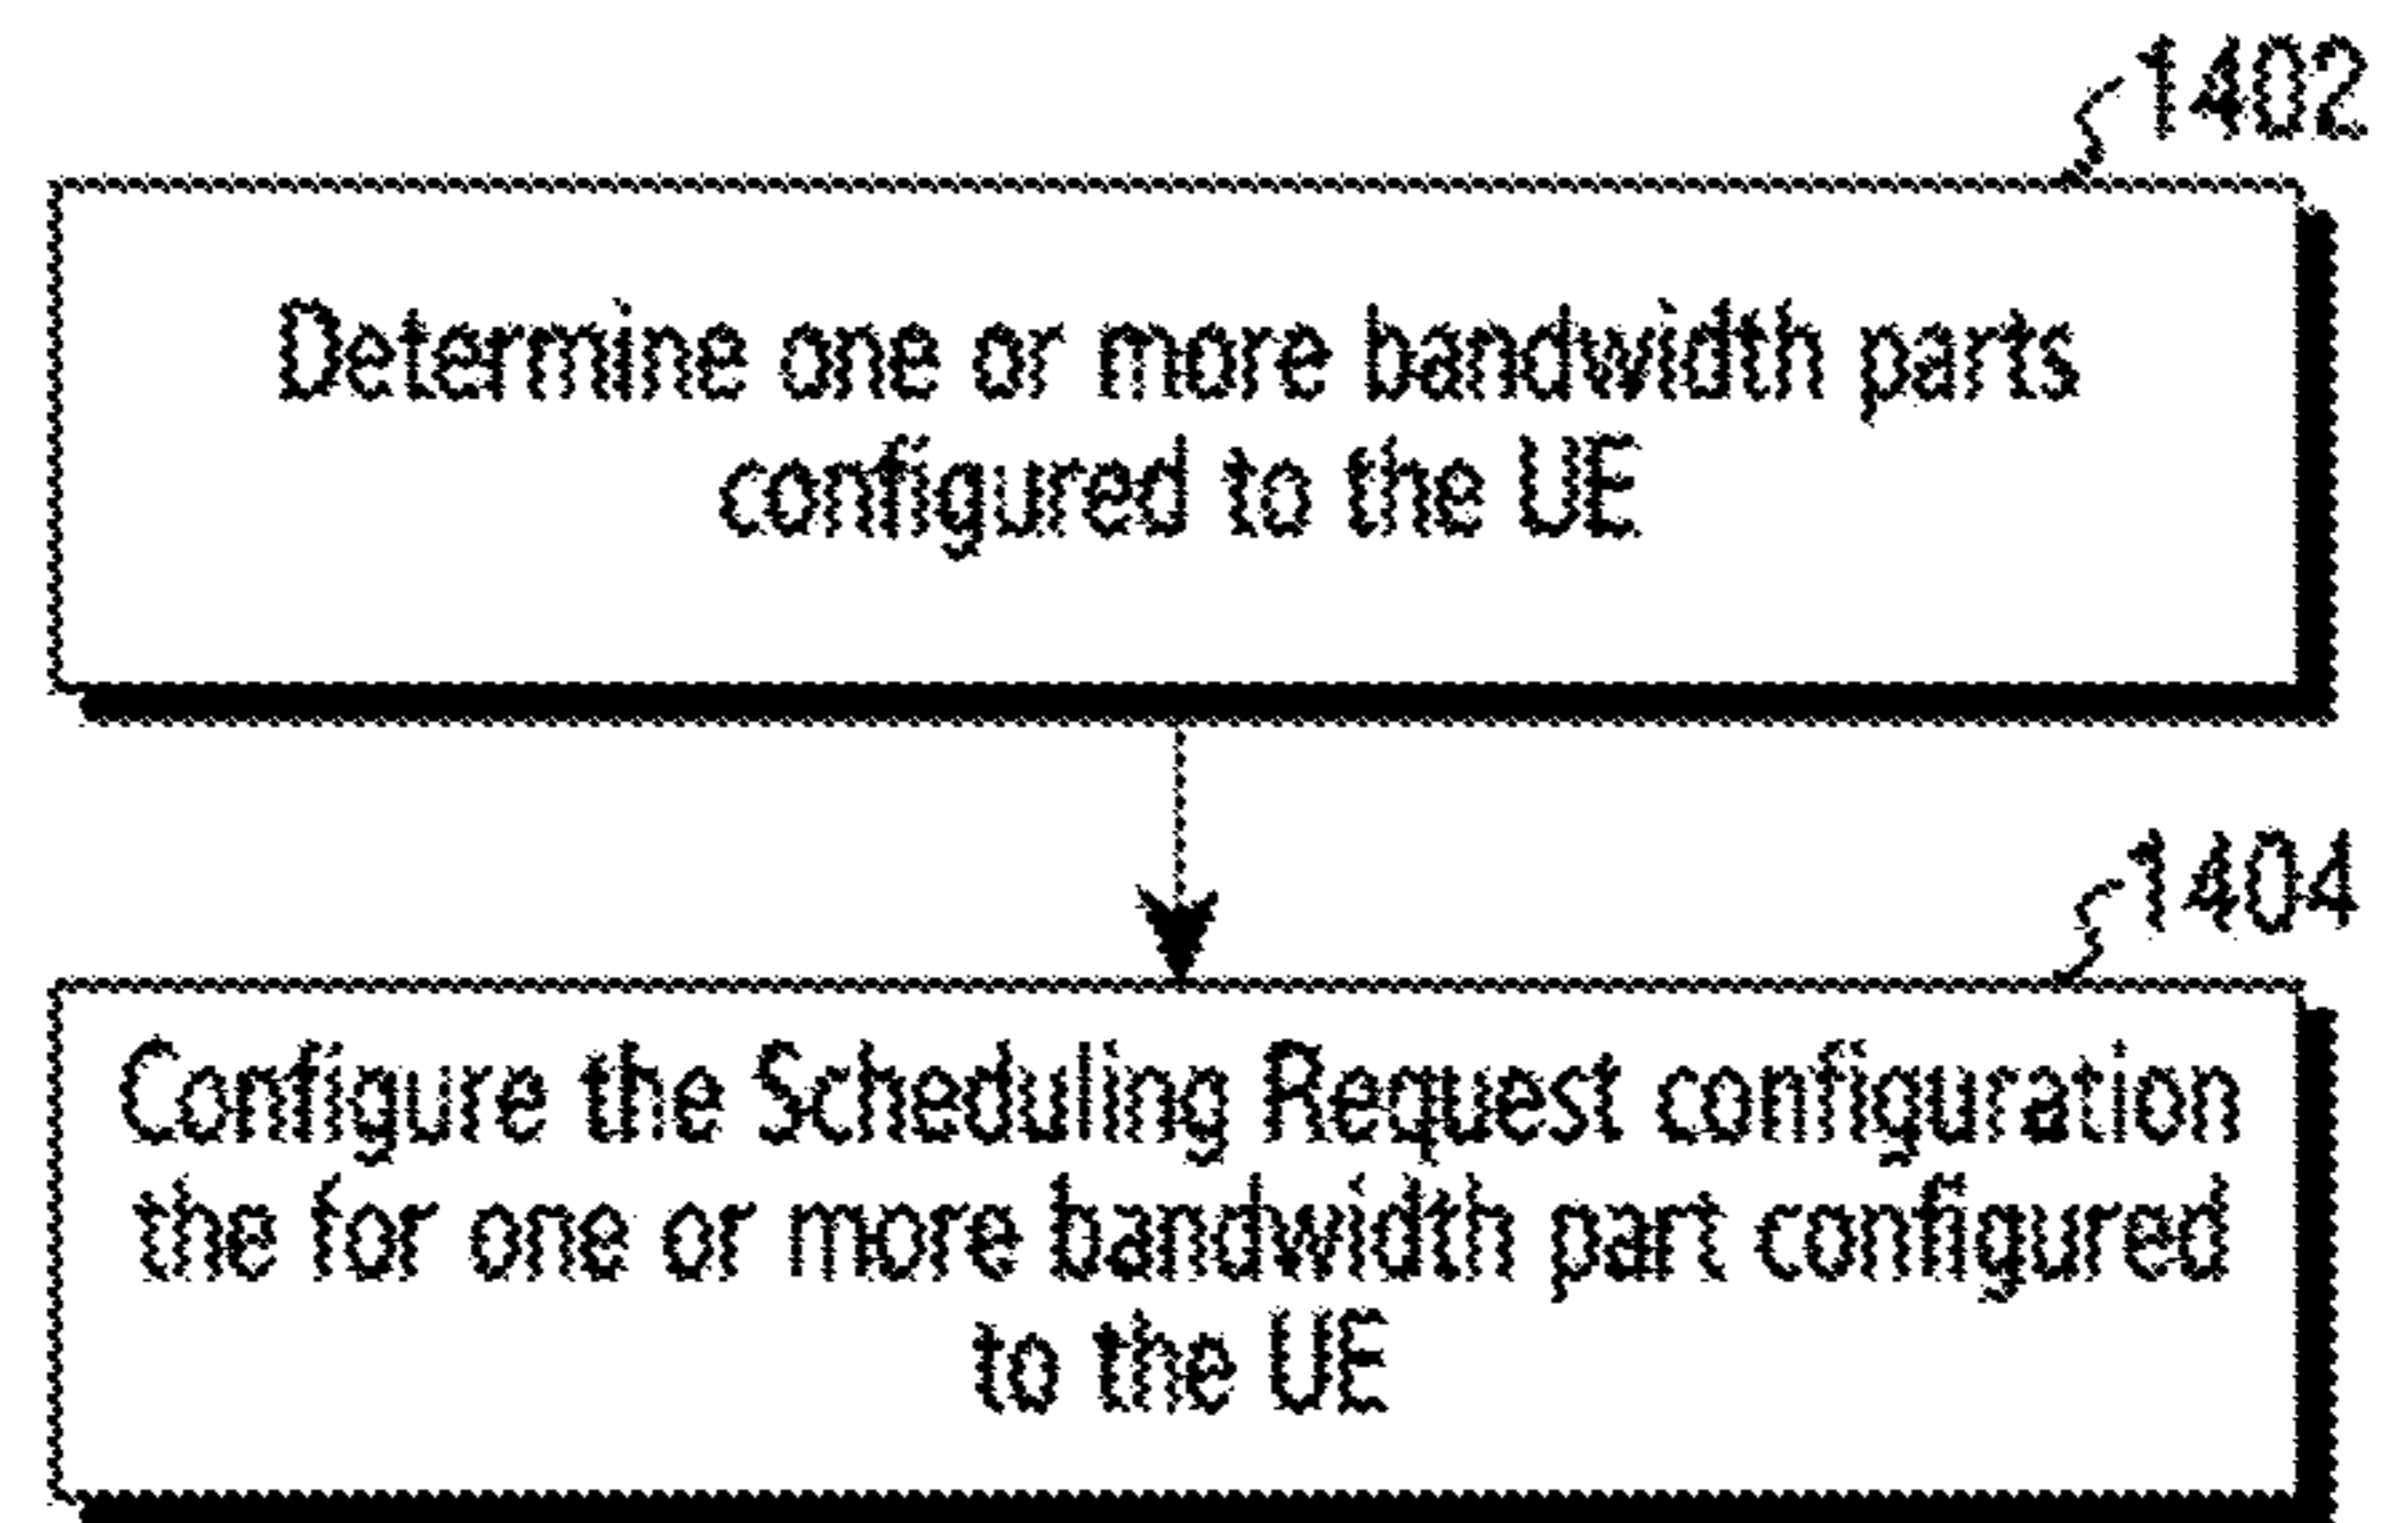 1402
Determine one or more bandwidth parts
configured to the UE
1404
Configure the Scheduling Request configuration
the for one or more bandwidth part configured
to the UE